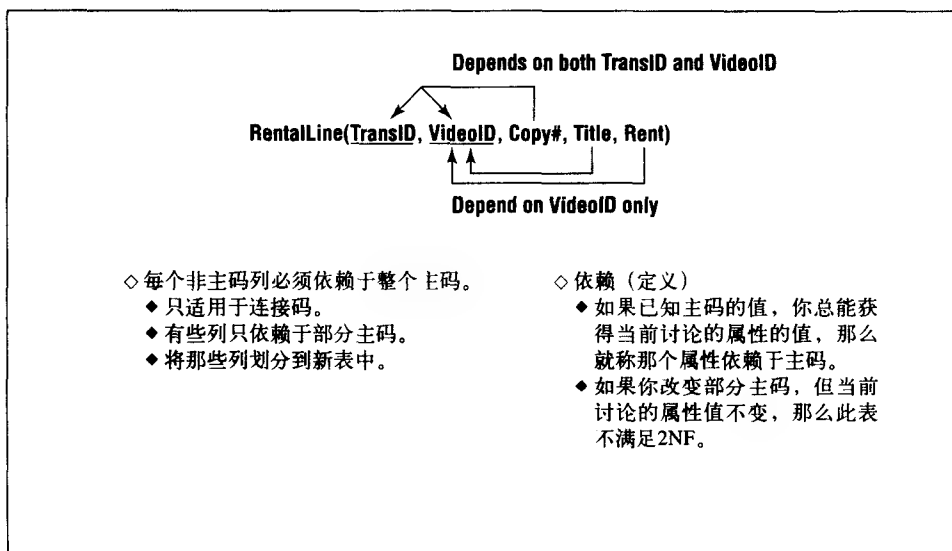 Depends on both TransID and VideoID
RentalLine(TransID, VideoID, Copy#, Title, Rent)
Depend on VideoID only
◇ 每个非主码列必须依赖于整个主码。
◆ 只适用于连接码。
◆ 有些列只依赖于部分主码。
◆ 将那些列划分到新表中。
◇ 依赖（定义）
◆ 如果已知主码的值，你总能获
得当前讨论的属性的值，那么
就称那个属性依赖于主码。
◆ 如果你改变部分主码，但当前
讨论的属性值不变，那么此表
不满足2NF。